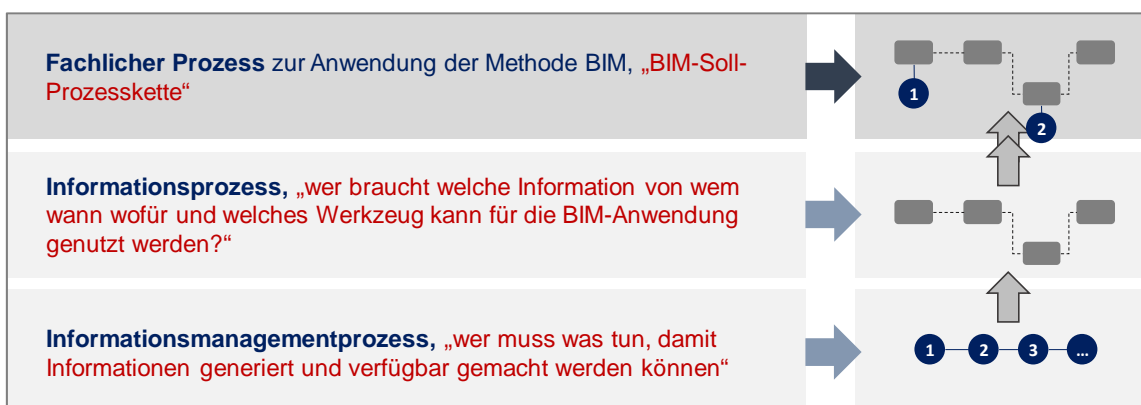 Fachlicher Prozess zur Anwendung der Methode BIM, „BIM-Soll-
Prozesskette“
1
2
Informationsprozess, „wer braucht welche Information von wem
wann wofür und welches Werkzeug kann für die BIM-Anwendung
genutzt werden?“
Informationsmanagementprozess, „wer muss was tun, damit
Informationen generiert und verfügbar gemacht werden können“
1 2 3 ...